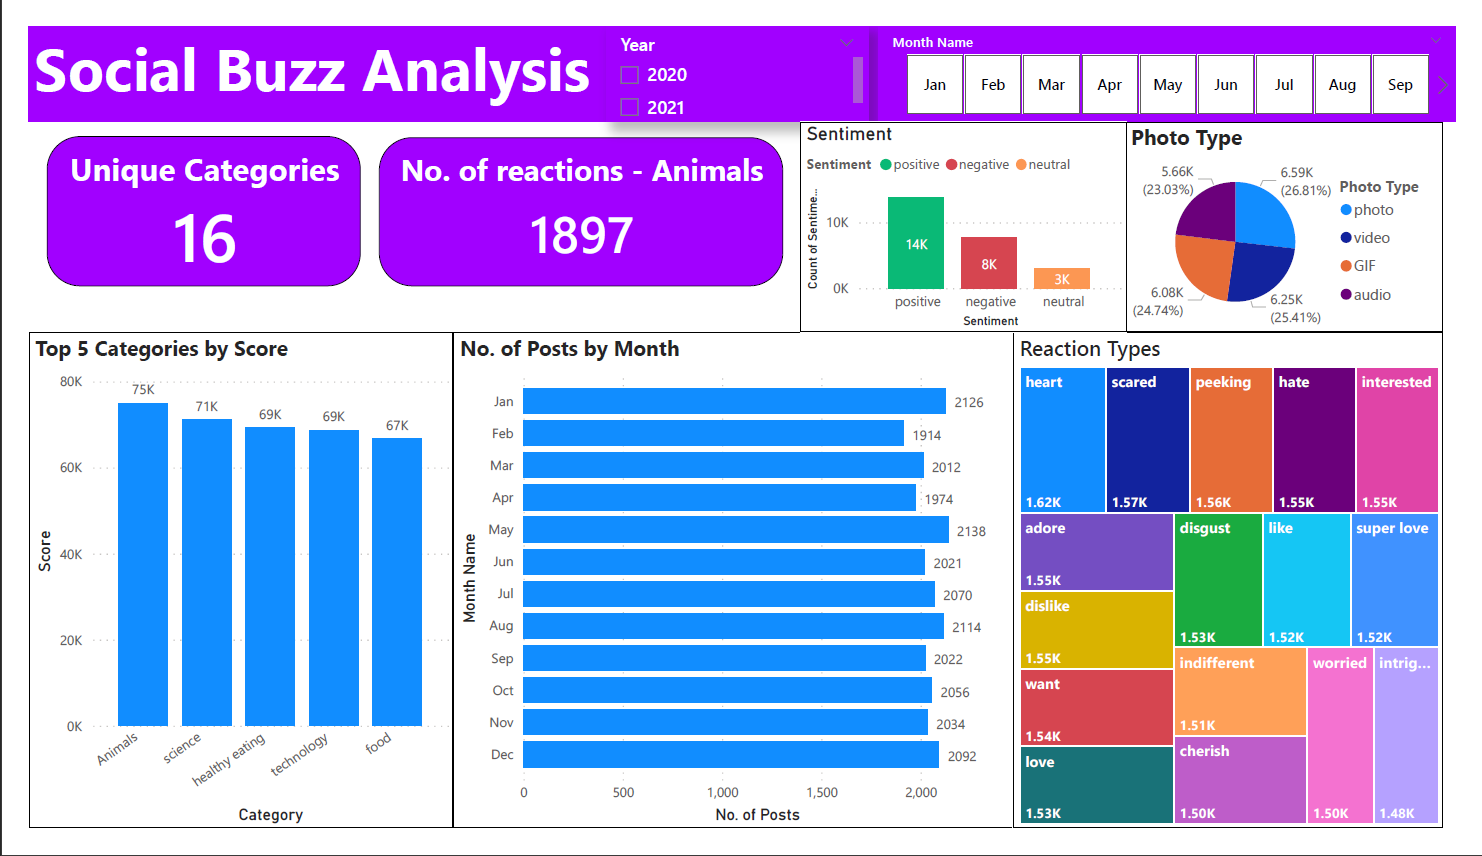 Social Buzz Analysis
Year
2020
2021
Month Name
Jan Feb Mar Apr May Jun Jul Aug Sep
Unique Categories
16
No. of reactions - Animals
1897
Sentiment
Sentiment positive negative neutral
Count of Sentime...
10K
0K
14K
8K
3K
positive negative neutral
Sentiment
Photo Type
5.66K
(23.03%)
6.59K
(26.81%)
6.08K
(24.74%)
6.25K
(25.41%)
Photo Type
photo
video
GIF
audio
Top 5 Categories by Score
Score
80K
60K
40K
20K
0K
75K
71K
69K
69K
67K
Animals
science
healthy eating
technology
food
Category
No. of Posts by Month
Month Name
Jan 2126
Feb 1914
Mar 2012
Apr 1974
May 2138
Jun 2021
Jul 2070
Aug 2114
Sep 2022
Oct 2056
Nov 2034
Dec 2092
0 500 1,000 1,500 2,000
No. of Posts
Reaction Types
heart
1.62K
scared
1.57K
peeking
1.56K
hate
1.55K
interested
1.55K
adore
1.55K
dislike
1.55K
want
1.54K
love
1.53K
disgust
1.53K
like
1.52K
super love
1.52K
indifferent
1.51K
cherish
1.50K
worried
1.50K
intrig...
1.48K